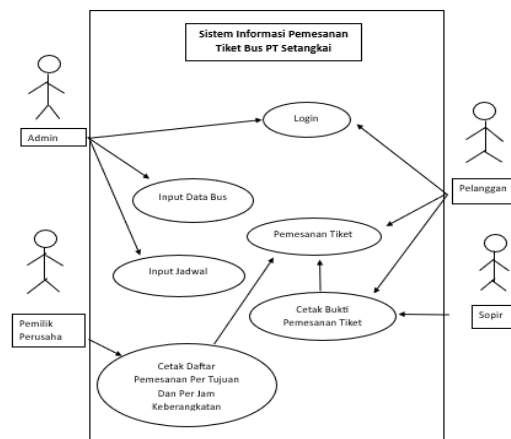 Sistem Informasi Pemesanan
Tiket Bus PT Setangkai
Admin
Login
Pelanggan
Input Data Bus
Pemesanan Tiket
Input Jadwal
Cetak Bukti
Pemesanan Tiket
Sopir
Pemilik
Perusaha
Cetak Daftar
Pemesanan Per Tujuan
Dan Per Jam
Keberangkatan